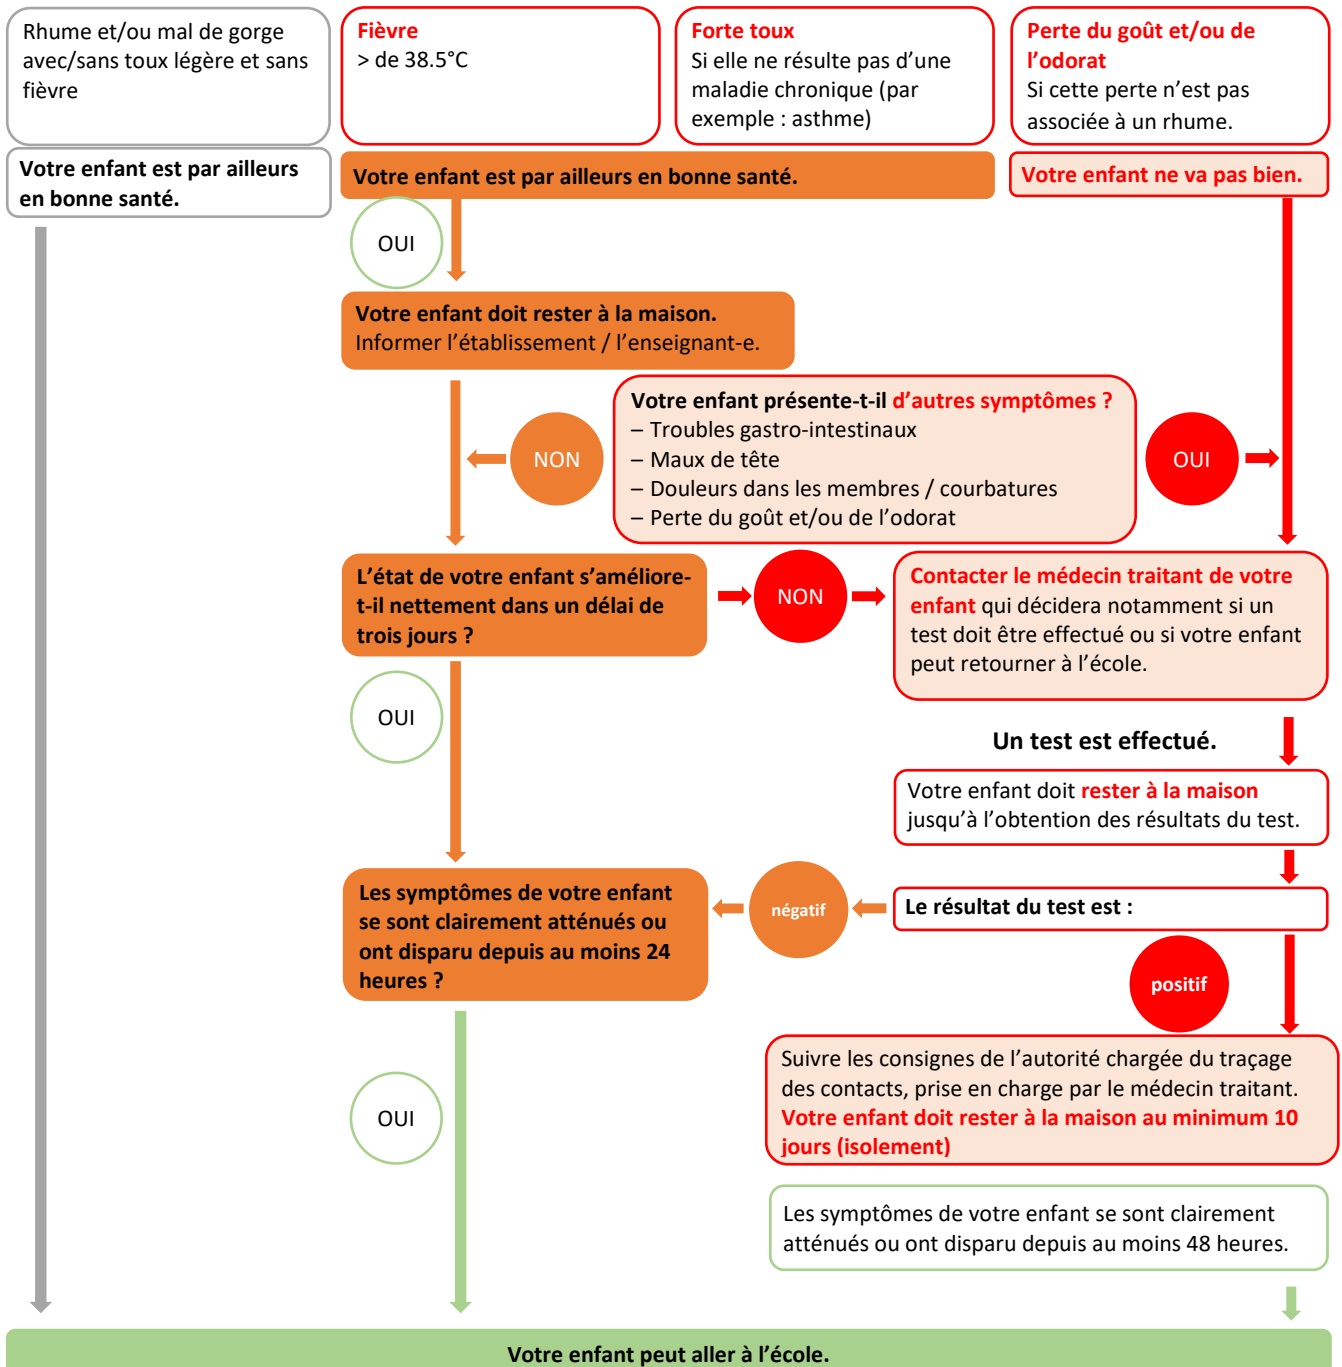 Rhume et/ou mal de gorge
avec/sans toux légère et sans
fièvre
Fièvre
> de 38.5°C
Forte toux
Si elle ne résulte pas d’une
maladie chronique (par
exemple : asthme)
Perte du goût et/ou de
l’odorat
Si cette perte n’est pas
associée à un rhume.
Votre enfant est par ailleurs
en bonne santé.
Votre enfant est par ailleurs en bonne santé.
Votre enfant ne va pas bien.
OUI
Votre enfant doit rester à la maison.
Informer l’établissement / l’enseignant-e.
Votre enfant présente-t-il d’autres symptômes ?
– Troubles gastro-intestinaux
– Maux de tête
– Douleurs dans les membres / courbatures
– Perte du goût et/ou de l’odorat
NON
OUI
L’état de votre enfant s’améliore-
t-il nettement dans un délai de
trois jours ?
NON
Contacter le médecin traitant de votre
enfant qui décidera notamment si un
test doit être effectué ou si votre enfant
peut retourner à l’école.
OUI
Un test est effectué.
Votre enfant doit rester à la maison
jusqu’à l’obtention des résultats du test.
Les symptômes de votre enfant
se sont clairement atténués ou
ont disparu depuis au moins 24
heures ?
négatif
Le résultat du test est :
positif
Suivre les consignes de l’autorité chargée du traçage
des contacts, prise en charge par le médecin traitant.
Votre enfant doit rester à la maison au minimum 10
jours (isolement)
OUI
Les symptômes de votre enfant se sont clairement
atténués ou ont disparu depuis au moins 48 heures.
Votre enfant peut aller à l’école.